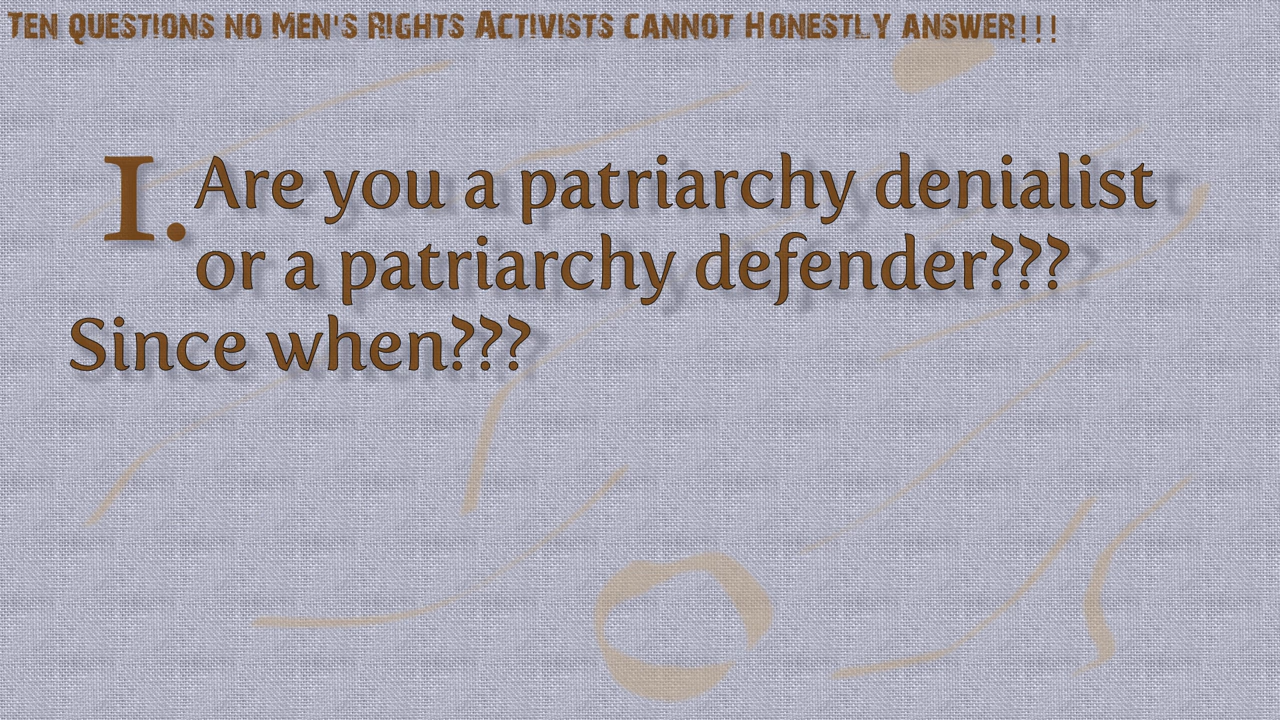 Ten questions no Men's Rights Activists cannot Honestly answer!!!
I. Are you a patriarchy denialist
or a patriarchy defender???
Since when???